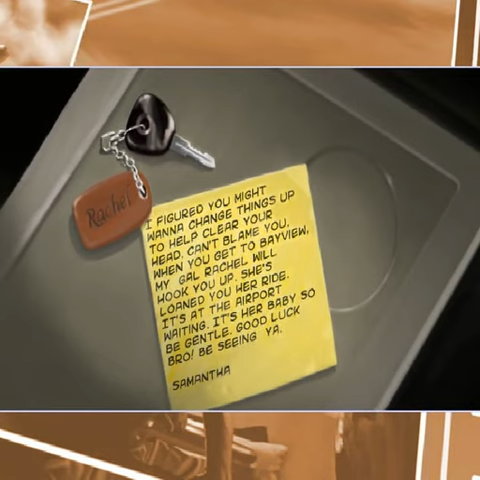 Rachel
I FIGURED YOU MIGHT
WANNA CHANGE THINGS UP
TO HELP CLEAR YOUR
HEAD, CAN'T BLAME YOU.
WHEN YOU GET TO BAYVIEW,
MY GAL RACHEL WILL
HOOK YOU UP. SHE'S
LOANED YOU HER RIDE.
IT'S AT THE AIRPORT
WAITING. IT'S HER BABY SO
BE GENTLE. GOOD LUCK
BRO! BE SEEING YA.
SAMANTHA